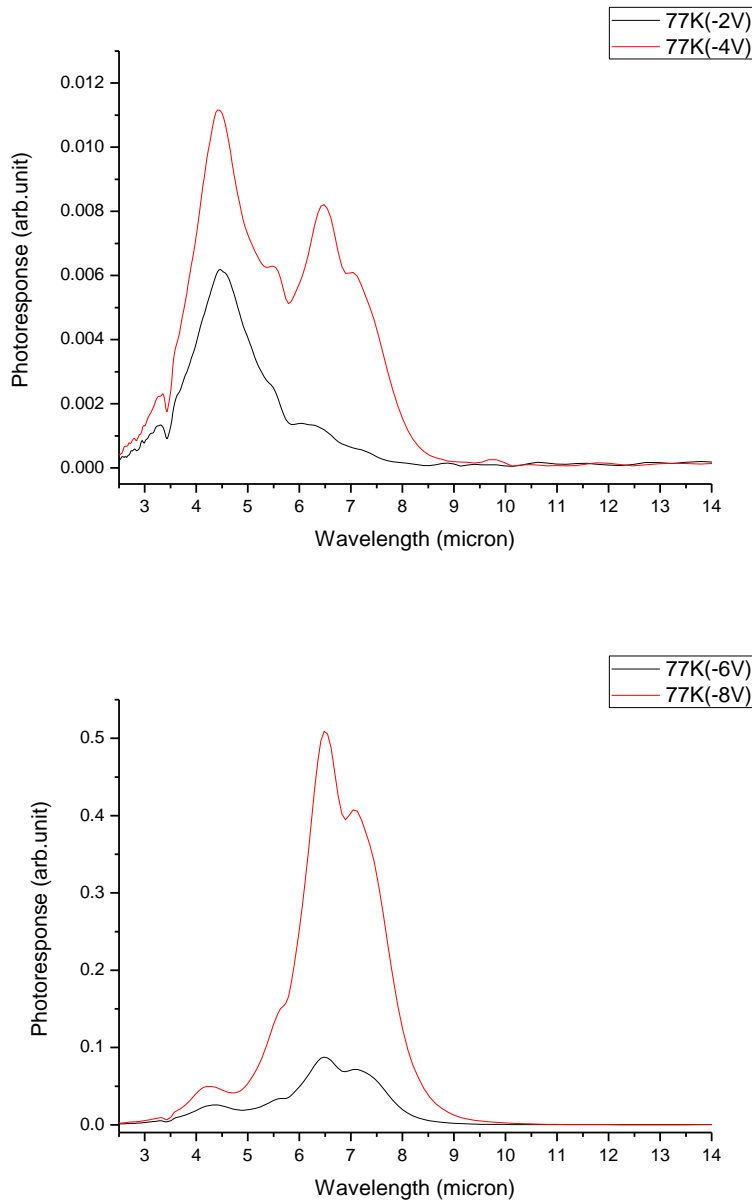 77K(-2V)
77K(-4V)
0.012
0.010
0.008
0.006
0.004
0.002
0.000
Photoresponse (arb.unit)
3 4 5 6 7 8 9 10 11 12 13 14
Wavelength (micron)
77K(-6V)
77K(-8V)
0.5
0.4
0.3
0.2
0.1
0.0
Photoresponse (arb.unit)
3 4 5 6 7 8 9 10 11 12 13 14
Wavelength (micron)